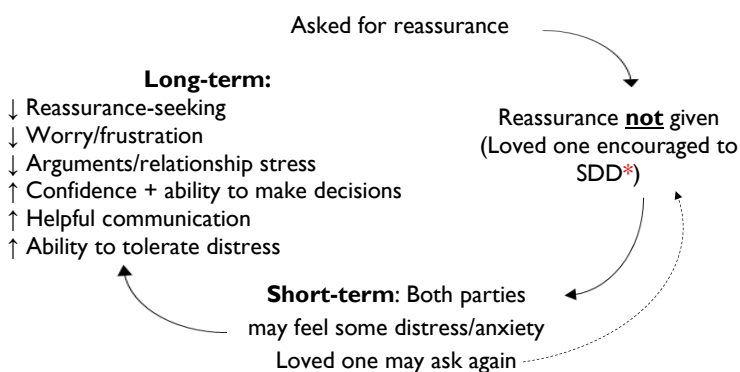 Asked for reassurance
Long-term:
↓ Reassurance-seeking
↓ Worry/frustration
↓ Arguments/relationship stress
↑ Confidence + ability to make decisions
↑ Helpful communication
↑ Ability to tolerate distress
Reassurance not given
(Loved one encouraged to
SDD*)
Short-term: Both parties
may feel some distress/anxiety
Loved one may ask again